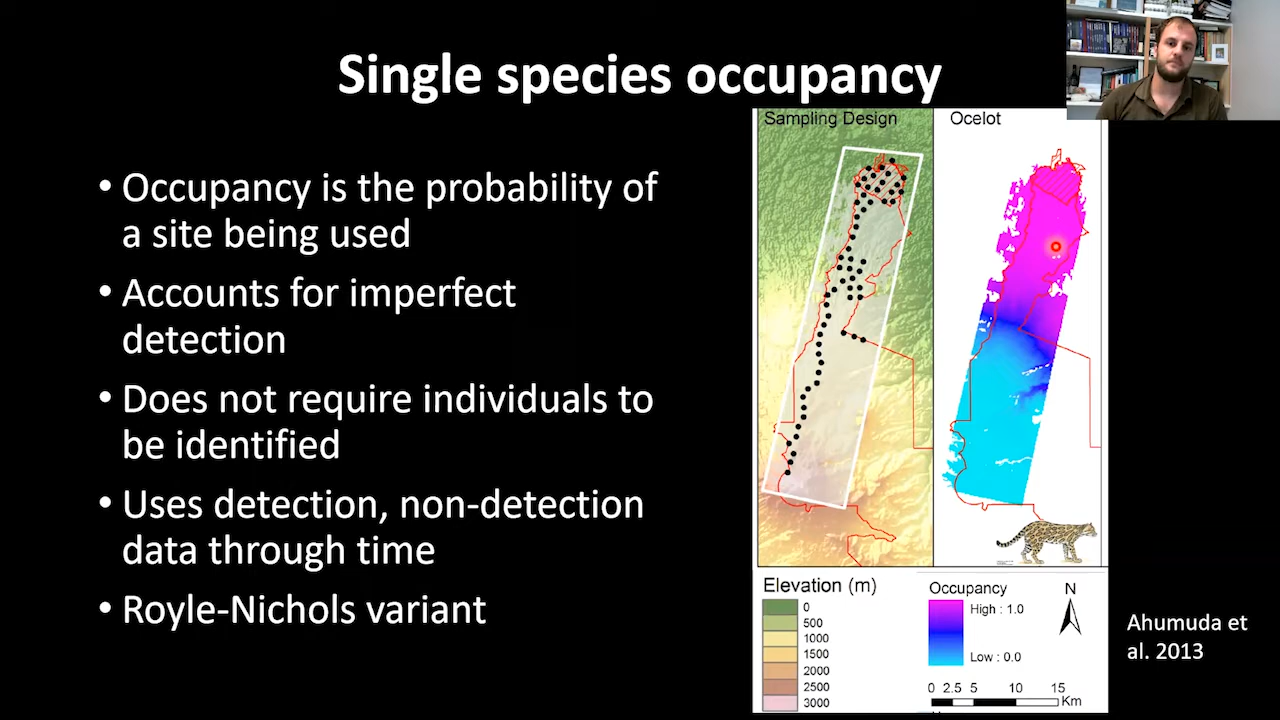 Single species occupancy
• Occupancy is the probability of
a site being used
• Accounts for imperfect
detection
• Does not require individuals to
be identified
• Uses detection, non-detection
data through time
• Royle-Nichols variant
Sampling Design
Ocelot
Elevation (m)
0
500
1000
1500
2000
2500
3000
Occupancy
High : 1.0
Low : 0.0
N
0 2.5 5 10 15
Km
Ahumuda et
al. 2013